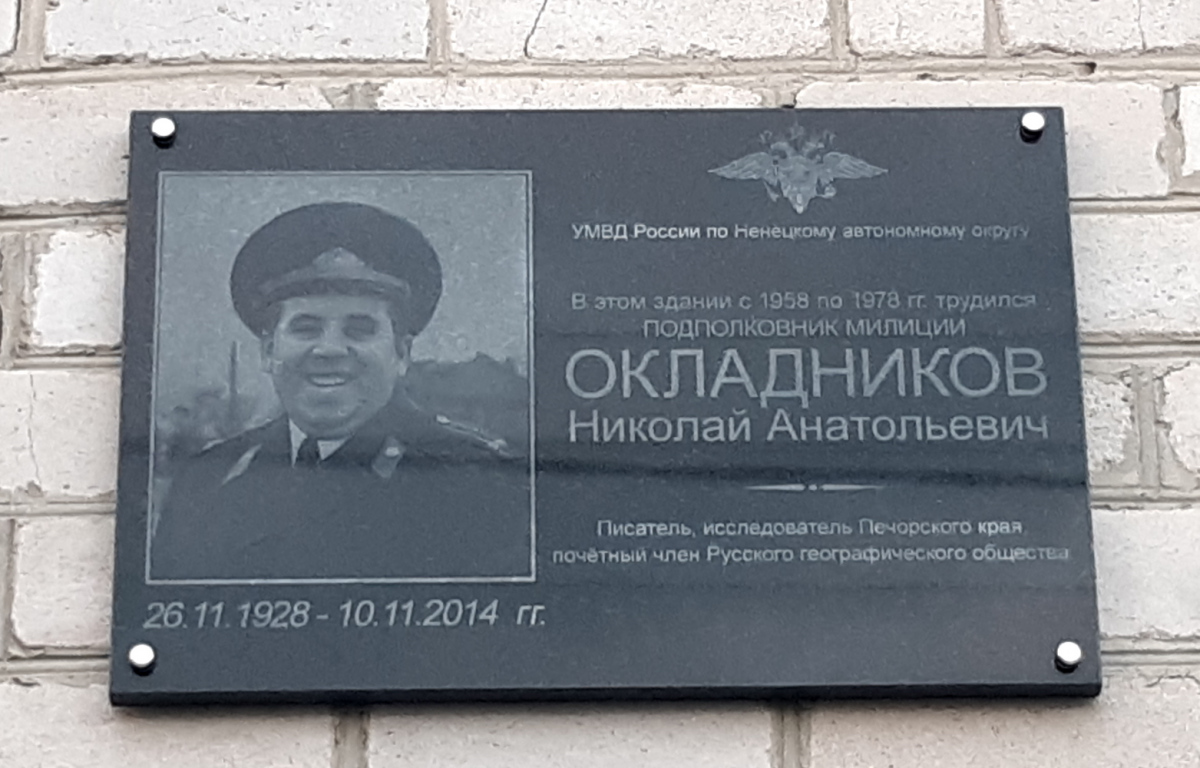 УМВД России по Ненецкому автономному округу
В этом здании с 1958 по 1978 гг. трудился
ПОДПОЛКОВНИК МИЛИЦИИ
ОКЛАДНИКОВ
Николай Анатольевич
Писатель, исследователь Печорского края
почётный член Русского географического общества
26.11.1928 - 10.11.2014 гг.